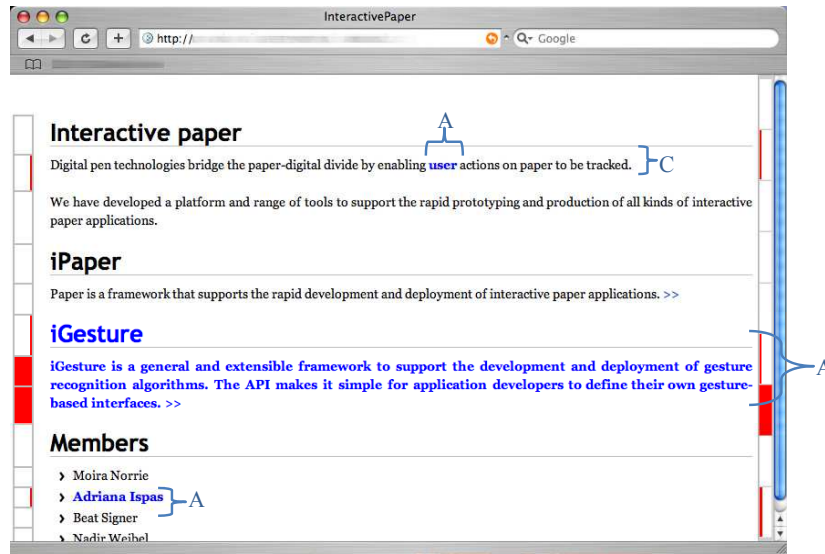 InteractivePaper
http://
Google
A
Interactive paper
Digital pen technologies bridge the paper-digital divide by enabling user actions on paper to be tracked. C
We have developed a platform and range of tools to support the rapid prototyping and production of all kinds of interactive
paper applications.
iPaper
Paper is a framework that supports the rapid development and deployment of interactive paper applications. >>
iGesture
iGesture is a general and extensible framework to support the development and deployment of gesture
A
recognition algorithms. The API makes it simple for application developers to define their own gesture-
based interfaces. >>
Members
› Moira Norrie
› Adriana Ispas A
› Beat Signer
› Nadir Weibel